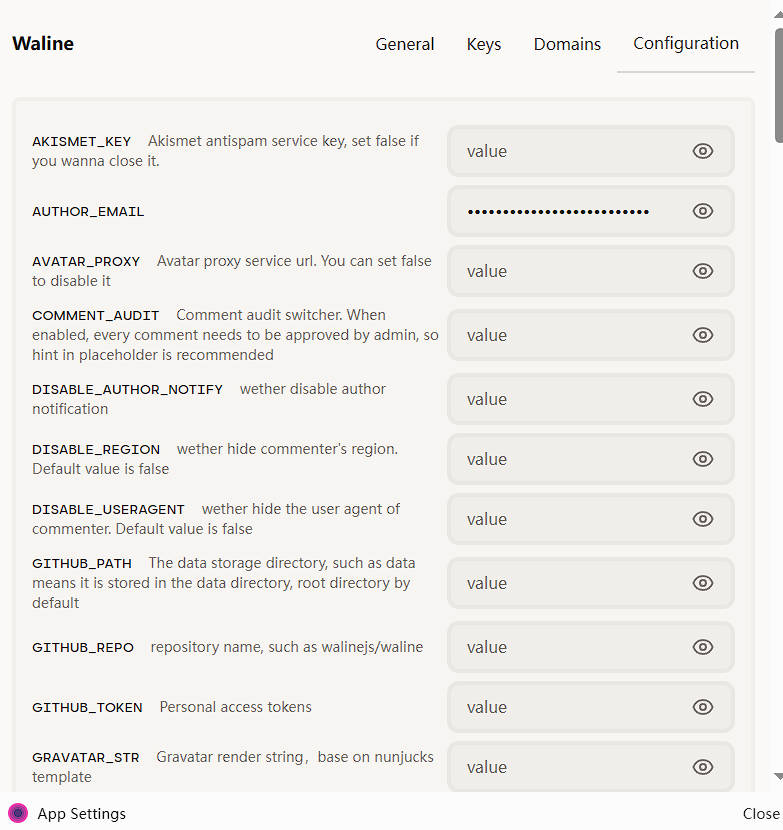 Waline General Keys Domains Configuration
AKISMET_KEY Akismet antispam service key, set false if
you wanna close it.
value
AUTHOR_EMAIL
••••••••••••••••••••••••••
AVATAR_PROXY Avatar proxy service url. You can set false
to disable it
value
COMMENT_AUDIT Comment audit switcher. When
enabled, every comment needs to be approved by admin, so
hint in placeholder is recommended
value
DISABLE_AUTHOR_NOTIFY wether disable author
notification
value
DISABLE_REGION wether hide commenter's region.
Default value is false
value
DISABLE_USERAGENT wether hide the user agent of
commenter. Default value is false
value
GITHUB_PATH The data storage directory, such as data
means it is stored in the data directory, root directory by
default
value
GITHUB_REPO repository name, such as walinejs/waline
value
GITHUB_TOKEN Personal access tokens
value
GRAVATAR_STR Gravatar render string，base on nunjucks
template
value
App Settings Close